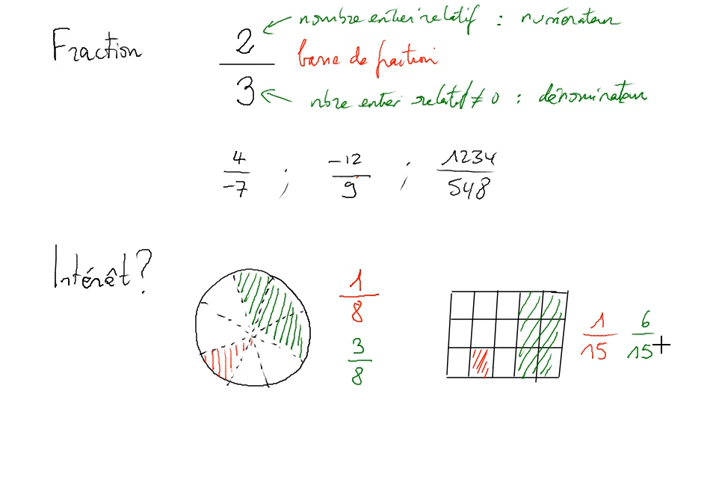 nombre entier relatif : numérateur
Fraction 2/3 barre de fraction
nbre entier relatif ≠ 0 : dénominateur
4/-7 ; -12/9 ; 1234/548
Intérêt ?
1/8
3/8
1/15 6/15